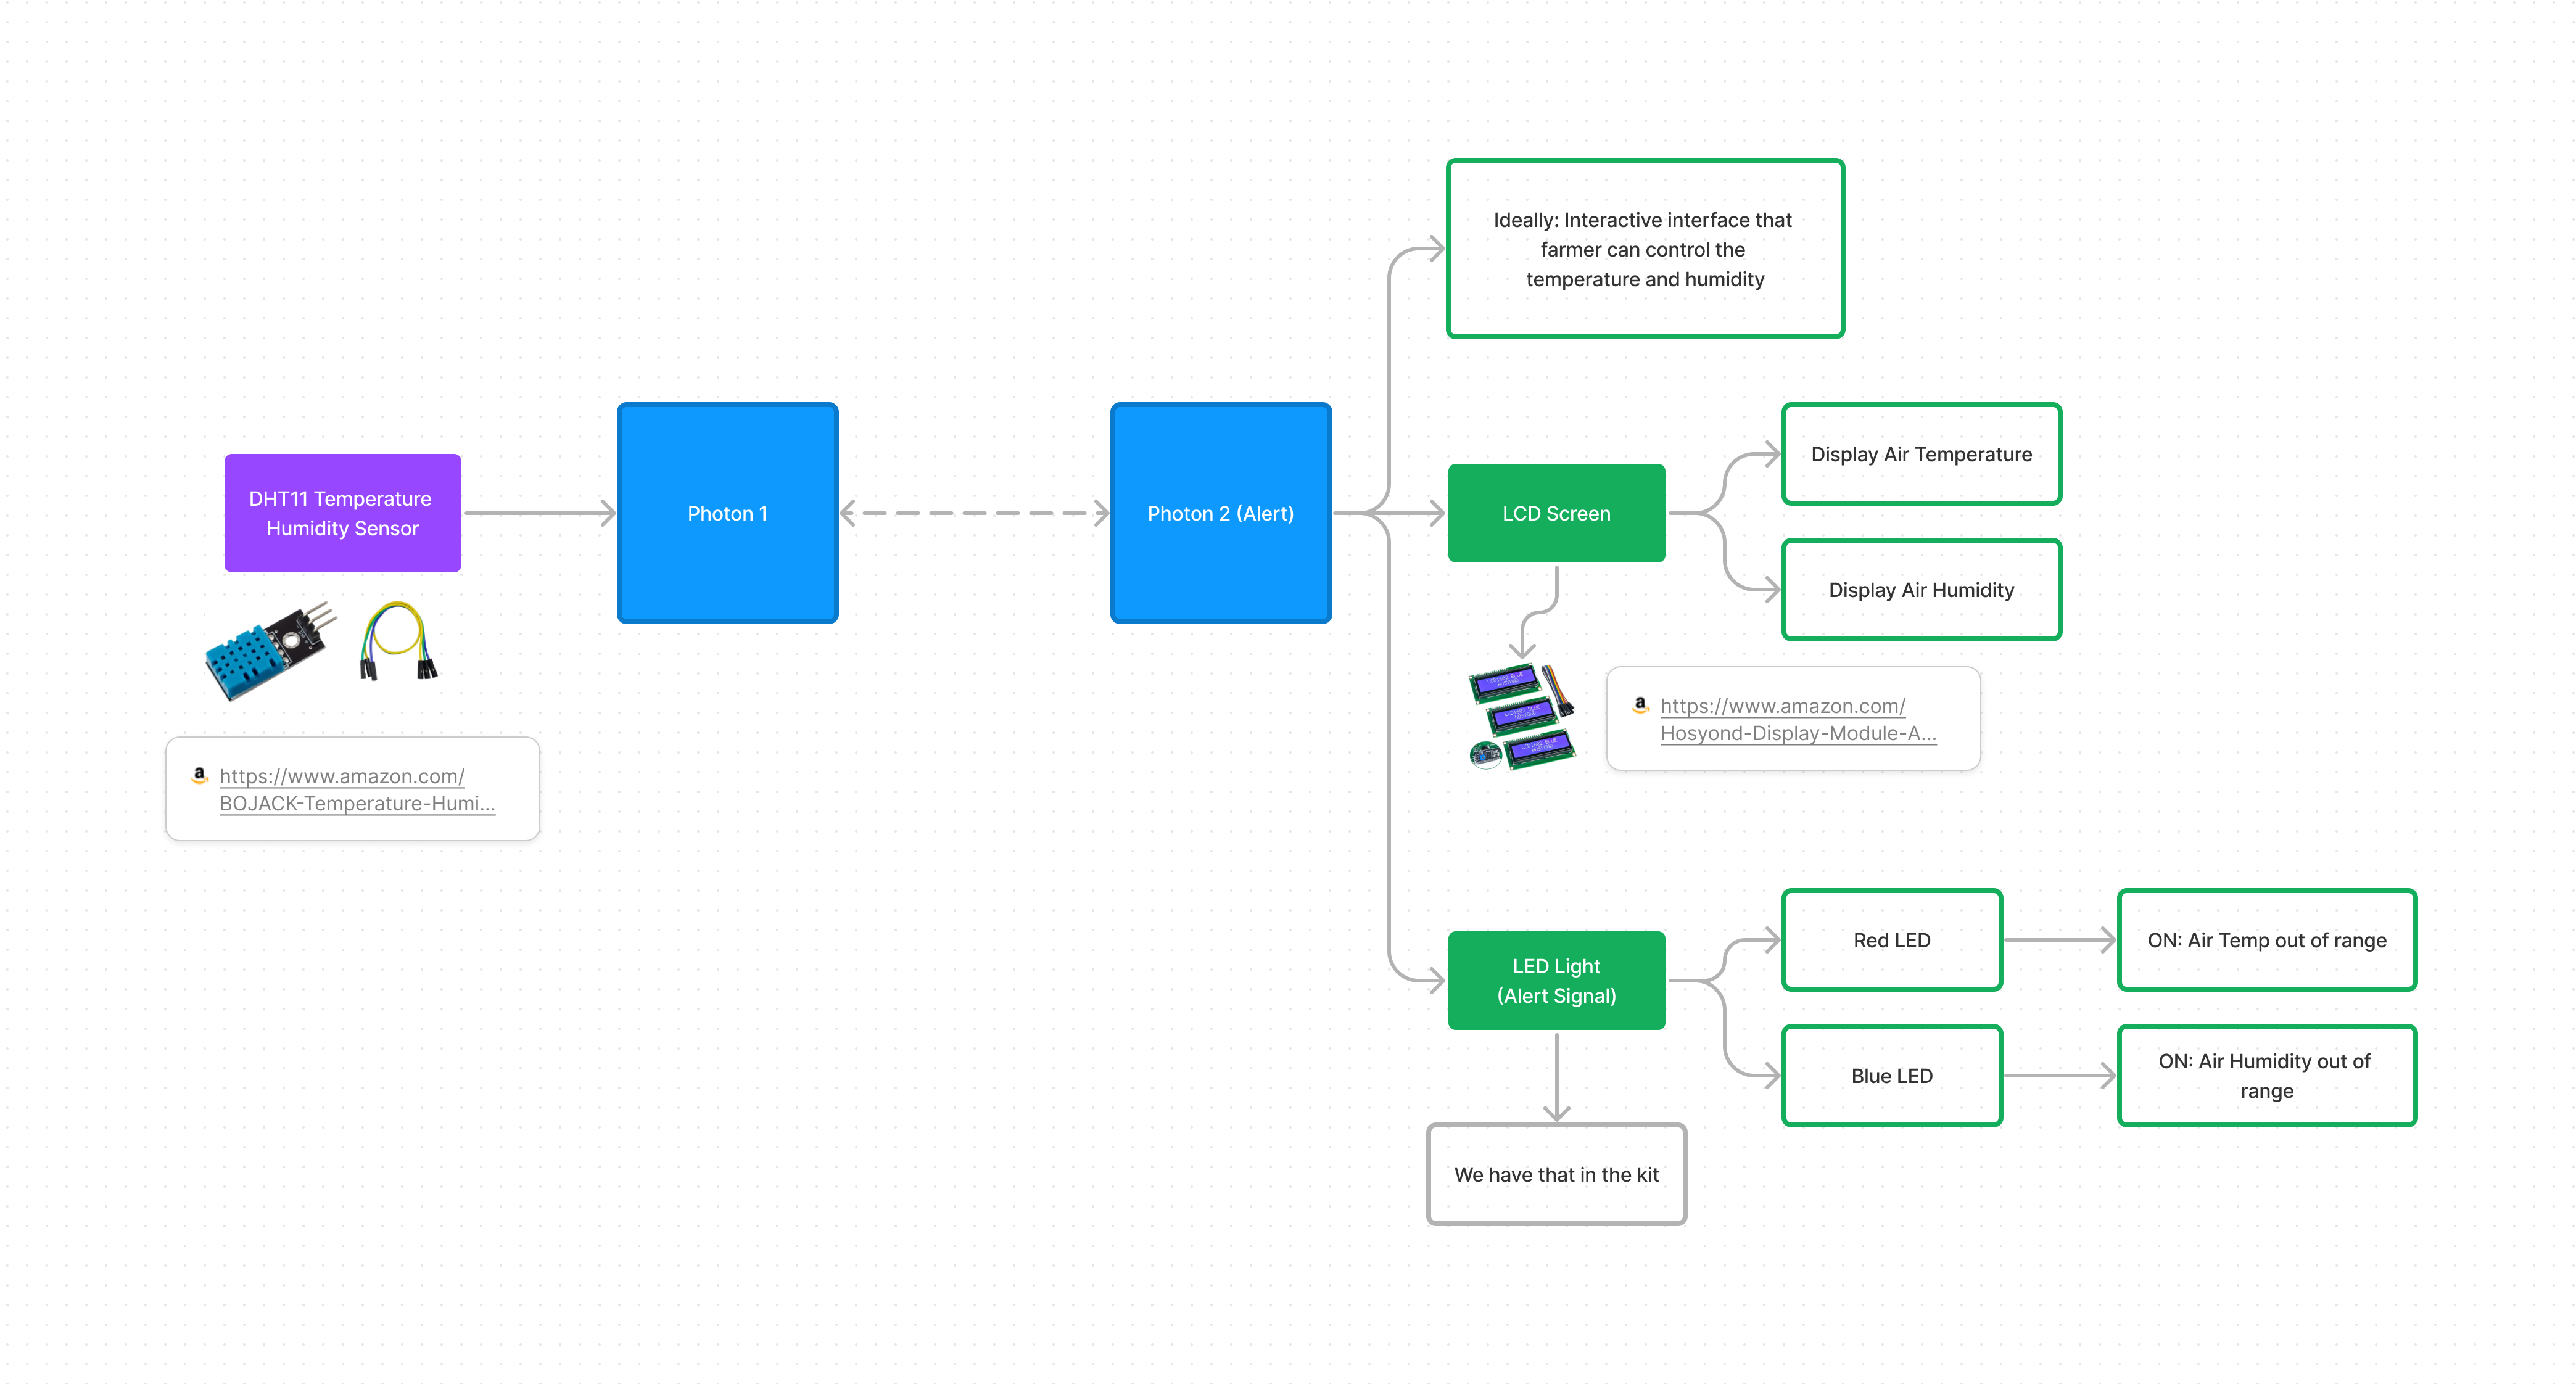 Ideally: Interactive interface that
farmer can control the
temperature and humidity
DHT11 Temperature
Humidity Sensor
Photon 1
Photon 2 (Alert)
LCD Screen
Display Air Temperature
Display Air Humidity
https://www.amazon.com/
Hosyond-Display-Module-A...
https://www.amazon.com/
BOJACK-Temperature-Humi...
LED Light
(Alert Signal)
Red LED
ON: Air Temp out of range
Blue LED
ON: Air Humidity out of
range
We have that in the kit